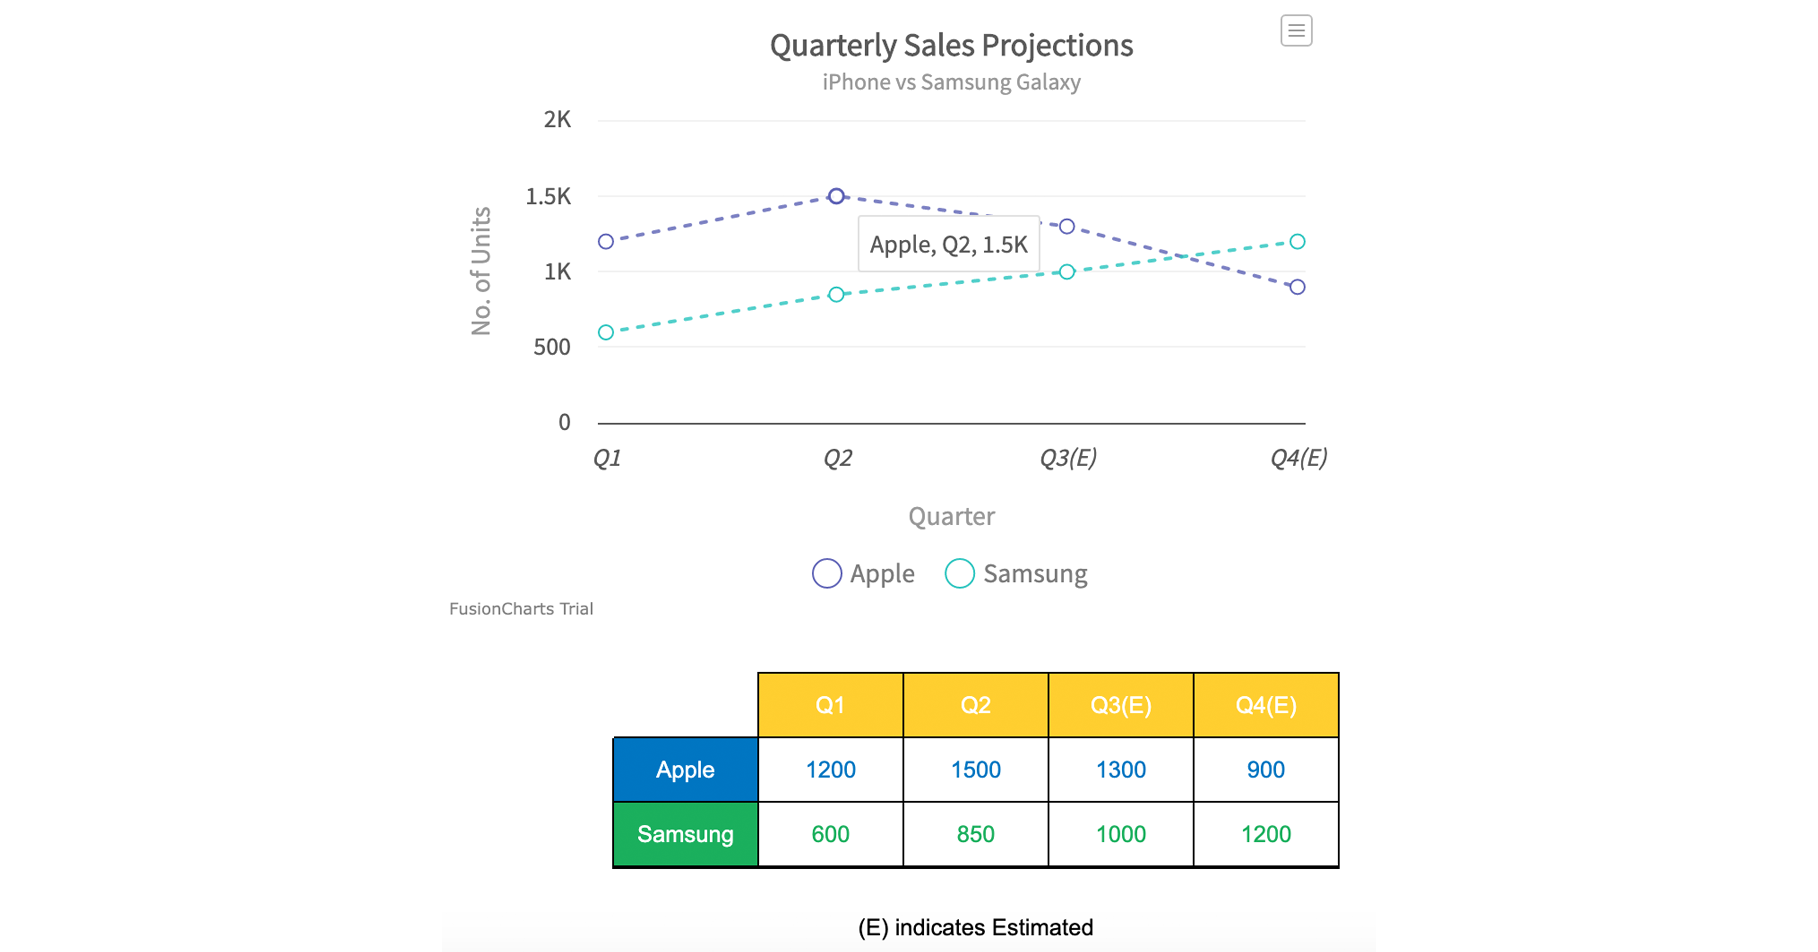 Quarterly Sales Projections
iPhone vs Samsung Galaxy
2K
1.5K
1K
500
0
No. of Units
Apple, Q2, 1.5K
Q1 Q2 Q3(E) Q4(E)
Quarter
Apple Samsung
FusionCharts Trial
Q1 Q2 Q3(E) Q4(E)
Apple 1200 1500 1300 900
Samsung 600 850 1000 1200
(E) indicates Estimated